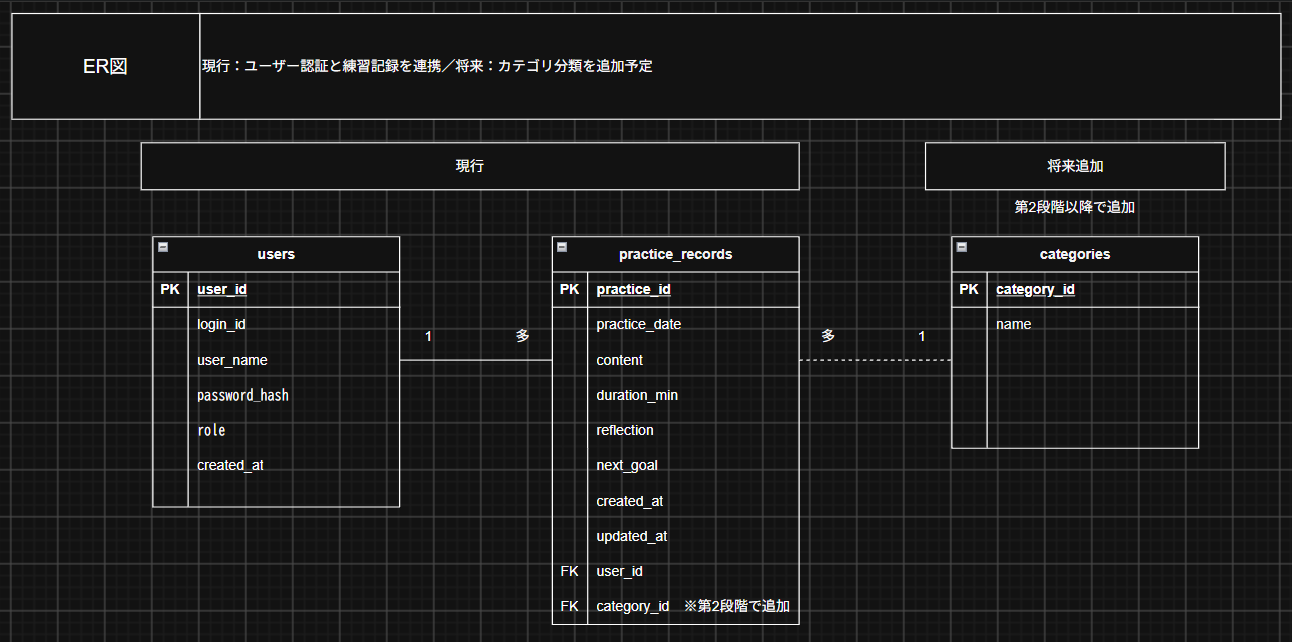 ER図
現行：ユーザー認証と練習記録を連携／将来：カテゴリ分類を追加予定
現行
将来追加
第2段階以降で追加
users
PK user_id
login_id
user_name
password_hash
role
created_at
1 多
practice_records
PK practice_id
practice_date
content
duration_min
reflection
next_goal
created_at
updated_at
FK user_id
FK category_id ※第2段階で追加
多 1
categories
PK category_id
name